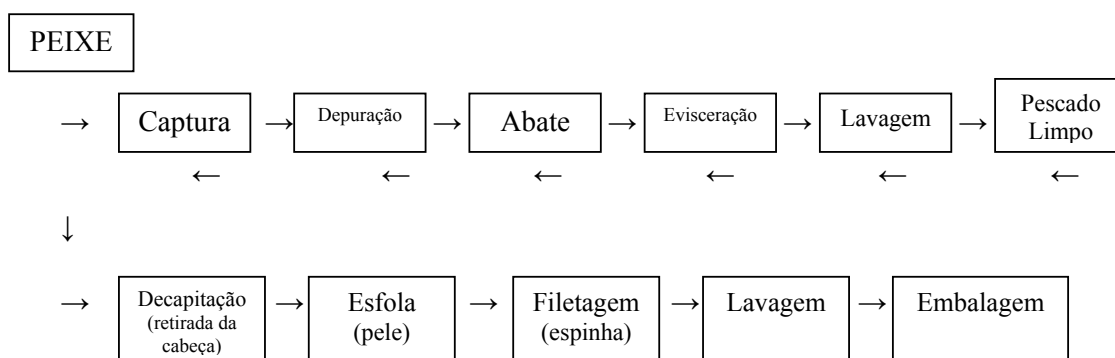 PEIXE
→ Captura → Depuração → Abate → Evisceração → Lavagem → Pescado
Limpo
← ← ← ← ← ←
↓
→ Decapitação
(retirada da
cabeça) → Esfola
(pele) → Filetagem
(espinha) → Lavagem → Embalagem